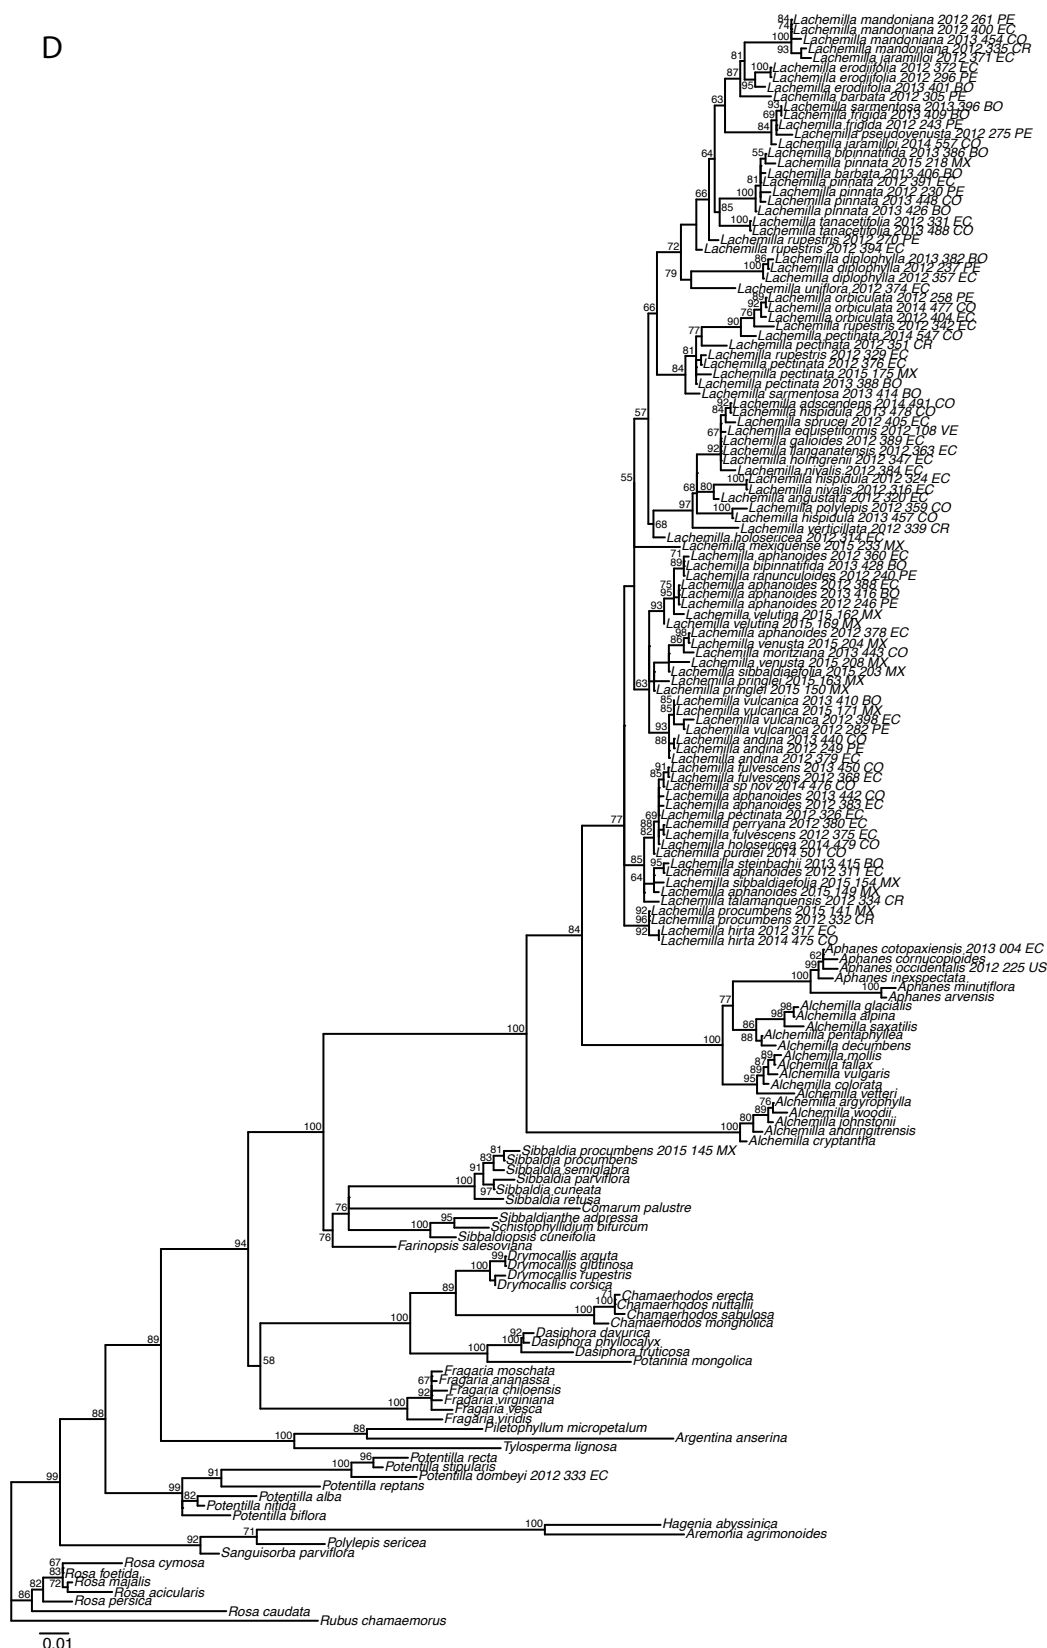 D
Lachemilla mandoniana 2012 261 PE
Lachemilla mandoniana 2012 400 EC
Lachemilla mandoniana 2013 454 CO
Lachemilla mandoniana 2012 335 CR
Lachemilla jaramilloi 2012 371 EC
Lachemilla erodiifolia 2012 372 EC
Lachemilla erodiifolia 2012 296 PE
Lachemilla erodiifolia 2013 401 BO
Lachemilla barbata 2012 305 PE
Lachemilla sarmentosa 2013 396 BO
Lachemilla frigida 2013 409 BO
Lachemilla frigida 2012 243 PE
Lachemilla pseudovenusta 2012 275 PE
Lachemilla jaramilloi 2014 557 CO
Lachemilla bipinnatifida 2013 386 BO
Lachemilla pinnata 2015 218 MX
Lachemilla barbata 2013 406 BO
Lachemilla pinnata 2012 391 EC
Lachemilla pinnata 2012 230 PE
Lachemilla pinnata 2013 448 CO
Lachemilla pinnata 2013 426 BO
Lachemilla tanacetifolia 2012 331 EC
Lachemilla tanacetifolia 2013 488 CO
Lachemilla rupestris 2012 270 PE
Lachemilla rupestris 2012 394 EC
Lachemilla diplophylla 2013 382 BO
Lachemilla diplophylla 2012 237 PE
Lachemilla diplophylla 2012 357 EC
Lachemilla uniflora 2012 374 EC
Lachemilla orbiculata 2012 258 PE
Lachemilla orbiculata 2014 477 CO
Lachemilla orbiculata 2012 404 EC
Lachemilla rupestris 2012 342 EC
Lachemilla pectinata 2014 547 CO
Lachemilla pectinata 2012 351 CR
Lachemilla rupestris 2012 329 EC
Lachemilla pectinata 2012 376 EC
Lachemilla pectinata 2015 175 MX
Lachemilla pectinata 2013 388 BO
Lachemilla sarmentosa 2013 414 BO
Lachemilla adscendens 2014 491 CO
Lachemilla hispidula 2013 478 CO
Lachemilla sprucei 2012 405 EC
Lachemilla equisetiformis 2012 108 VE
Lachemilla galioides 2012 389 EC
Lachemilla llanganatensis 2012 363 EC
Lachemilla holmgrenii 2012 347 EC
Lachemilla nivalis 2012 384 EC
Lachemilla hispidula 2012 324 EC
Lachemilla nivalis 2012 316 EC
Lachemilla angustata 2012 320 EC
Lachemilla polylepis 2012 359 CO
Lachemilla hispidula 2013 457 CO
Lachemilla verticillata 2012 339 CR
Lachemilla holosericea 2012 314 EC
Lachemilla mexiquense 2015 233 MX
Lachemilla aphanoides 2012 360 EC
Lachemilla bipinnatifida 2013 428 BO
Lachemilla ranunculoides 2012 240 PE
Lachemilla aphanoides 2012 388 EC
Lachemilla aphanoides 2013 416 BO
Lachemilla aphanoides 2012 246 PE
Lachemilla velutina 2015 162 MX
Lachemilla velutina 2015 169 MX
Lachemilla aphanoides 2012 378 EC
Lachemilla venusta 2015 204 MX
Lachemilla moritziana 2013 443 CO
Lachemilla venusta 2015 208 MX
Lachemilla sibbaldiaefolia 2015 203 MX
Lachemilla pringlei 2015 163 MX
Lachemilla pringlei 2015 150 MX
Lachemilla vulcanica 2013 410 BO
Lachemilla vulcanica 2015 171 MX
Lachemilla vulcanica 2012 398 EC
Lachemilla vulcanica 2012 282 PE
Lachemilla andina 2013 440 CO
Lachemilla andina 2012 249 PE
Lachemilla andina 2012 379 EC
Lachemilla fulvescens 2013 450 CO
Lachemilla fulvescens 2012 368 EC
Lachemilla sp nov 2014 476 CO
Lachemilla aphanoides 2013 442 CO
Lachemilla aphanoides 2012 383 EC
Lachemilla pectinata 2012 326 EC
Lachemilla perryana 2012 380 EC
Lachemilla fulvescens 2012 375 EC
Lachemilla holosericea 2014 479 CO
Lachemilla purdiei 2014 501 CO
Lachemilla steinbachii 2013 415 BO
Lachemilla aphanoides 2012 311 EC
Lachemilla sibbaldiaefolia 2015 154 MX
Lachemilla aphanoides 2015 149 MX
Lachemilla talamanquensis 2012 334 CR
Lachemilla procumbens 2015 141 MX
Lachemilla procumbens 2012 332 CR
Lachemilla hirta 2012 317 EC
Lachemilla hirta 2014 475 CO
Aphanes cotopaxiensis 2013 004 EC
Aphanes cornucopioides
Aphanes occidentalis 2012 225 US
Aphanes inexspectata
Aphanes minutiflora
Aphanes arvensis
Alchemilla glacialis
Alchemilla alpina
Alchemilla saxatilis
Alchemilla pentaphyllea
Alchemilla decumbens
Alchemilla mollis
Alchemilla fallax
Alchemilla vulgaris
Alchemilla colorata
Alchemilla vetteri
Alchemilla argyrophylla
Alchemilla woodii
Alchemilla johnstonii
Alchemilla andringitrensis
Alchemilla cryptantha
Sibbaldia procumbens 2015 145 MX
Sibbaldia procumbens
Sibbaldia semiglabra
Sibbaldia parviflora
Sibbaldia cuneata
Sibbaldia retusa
Comarum palustre
Sibbaldianthe adpressa
Schistophyllidium bifurcum
Sibbaldiopsis cuneifolia
Farinopsis salesoviana
Drymocallis arguta
Drymocallis glutinosa
Drymocallis rupestris
Drymocallis corsica
Chamaerhodos erecta
Chamaerhodos nuttallii
Chamaerhodos sabulosa
Chamaerhodos mongholica
Dasiphora davurica
Dasiphora phyllocalyx
Dasiphora fruticosa
Potaninia mongolica
Fragaria moschata
Fragaria ananassa
Fragaria chiloensis
Fragaria virginiana
Fragaria vesca
Fragaria viridis
Piletophyllum micropetalum
Argentina anserina
Tylosperma lignosa
Potentilla recta
Potentilla stipularis
Potentilla dombeyi 2012 333 EC
Potentilla reptans
Potentilla alba
Potentilla nitida
Potentilla biflora
Hagenia abyssinica
Aremonia agrimonoides
Polylepis sericea
Sanguisorba parviflora
Rosa cymosa
Rosa foetida
Rosa majalis
Rosa acicularis
Rosa persica
Rosa caudata
Rubus chamaemorus
0.01